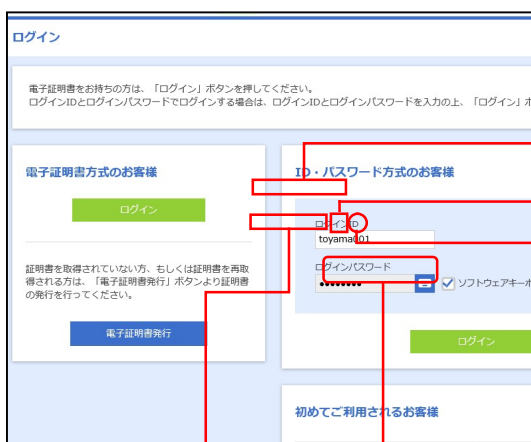 ログイン
電子証明書をお持ちの方は、「ログイン」ボタンを押してください。
ログインIDとログインパスワードでログインする場合は、ログインIDとログインパスワードを入力の上、「ログイン」ボ
電子証明書方式のお客様
ログイン
証明書を取得されていない方、もしくは証明書を再取
得される方は、「電子証明書発行」ボタンより証明書
の発行を行ってください。
電子証明書発行
ID・パスワード方式のお客様
ログインID
toyama001
ログインパスワード
ソフトウェアキーボ
ログイン
初めてご利用されるお客様